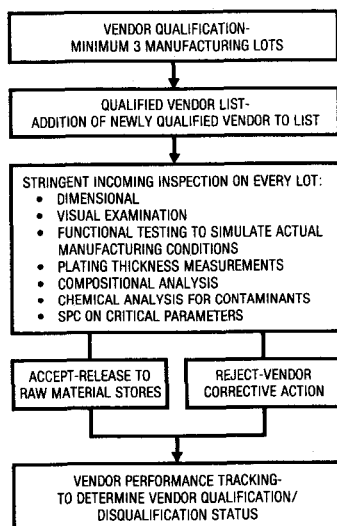 VENDOR QUALIFICATION-
MINIMUM 3 MANUFACTURING LOTS
QUALIFIED VENDOR LIST-
ADDITION OF NEWLY QUALIFIED VENDOR TO LIST
STRINGENT INCOMING INSPECTION ON EVERY LOT:
• DIMENSIONAL
• VISUAL EXAMINATION
• FUNCTIONAL TESTING TO SIMULATE ACTUAL
MANUFACTURING CONDITIONS
• PLATING THICKNESS MEASUREMENTS
• COMPOSITIONAL ANALYSIS
• CHEMICAL ANALYSIS FOR CONTAMINANTS
• SPC ON CRITICAL PARAMETERS
ACCEPT-RELEASE TO
RAW MATERIAL STORES
REJECT-VENDOR
CORRECTIVE ACTION
VENDOR PERFORMANCE TRACKING-
TO DETERMINE VENDOR QUALIFICATION/
DISQUALIFICATION STATUS